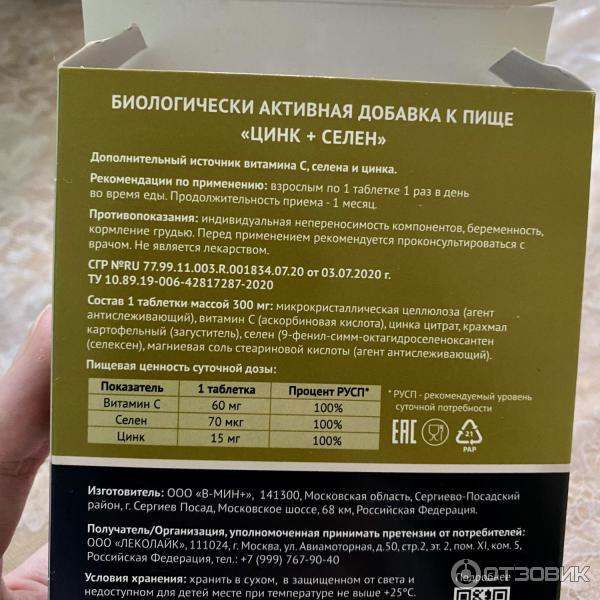 БИОЛОГИЧЕСКИ АКТИВНАЯ ДОБАВКА К ПИЩЕ
«ЦИНК + СЕЛЕН»
Дополнительный источник витамина С, селена и цинка.
Рекомендации по применению: взрослым по 1 таблетке 1 раз в день
во время еды. Продолжительность приема - 1 месяц.
Противопоказания: индивидуальная непереносимость компонентов, беременность,
кормление грудью. Перед применением рекомендуется проконсультироваться с
врачом. Не является лекарством.
СГР №RU 77.99.11.003.R.001834.07.20 от 03.07.2020 г.
ТУ 10.89.19-006-42817287-2020
Состав 1 таблетки массой 300 мг: микрокристаллическая целлюлоза (агент
антислеживающий), витамин С (аскорбиновая кислота), цинка цитрат, крахмал
картофельный (загуститель), селен (9-фенил-симм-октагидроселеноксантен
(селексен), магниевая соль стеариновой кислоты (агент антислеживающий).
Пищевая ценность суточной дозы:
Показатель 1 таблетка Процент РУСП*
Витамин С 60 мг 100%
Селен 70 мкг 100%
Цинк 15 мг 100%
* РУСП - рекомендуемый уровень
суточной потребности
EAC
21
PAP
Изготовитель: ООО «В-МИН+», 141300, Московская область, Сергиево-Посадский
район, г. Сергиев Посад, Московское шоссе, 68 км, Российская Федерация.
Получатель/Организация, уполномоченная принимать претензии от потребителей:
ООО «ЛЕКОЛАЙК», 111024, г. Москва, ул. Авиамоторная, д.50, стр.2, эт. 2, пом. XI, ком. 5,
Российская Федерация, тел.: +7 (999) 767-90-40
Условия хранения: хранить в сухом, в защищенном от света и
недоступном для детей месте при температуре не выше +25°С.
Подробнее
ОТЗОВИК